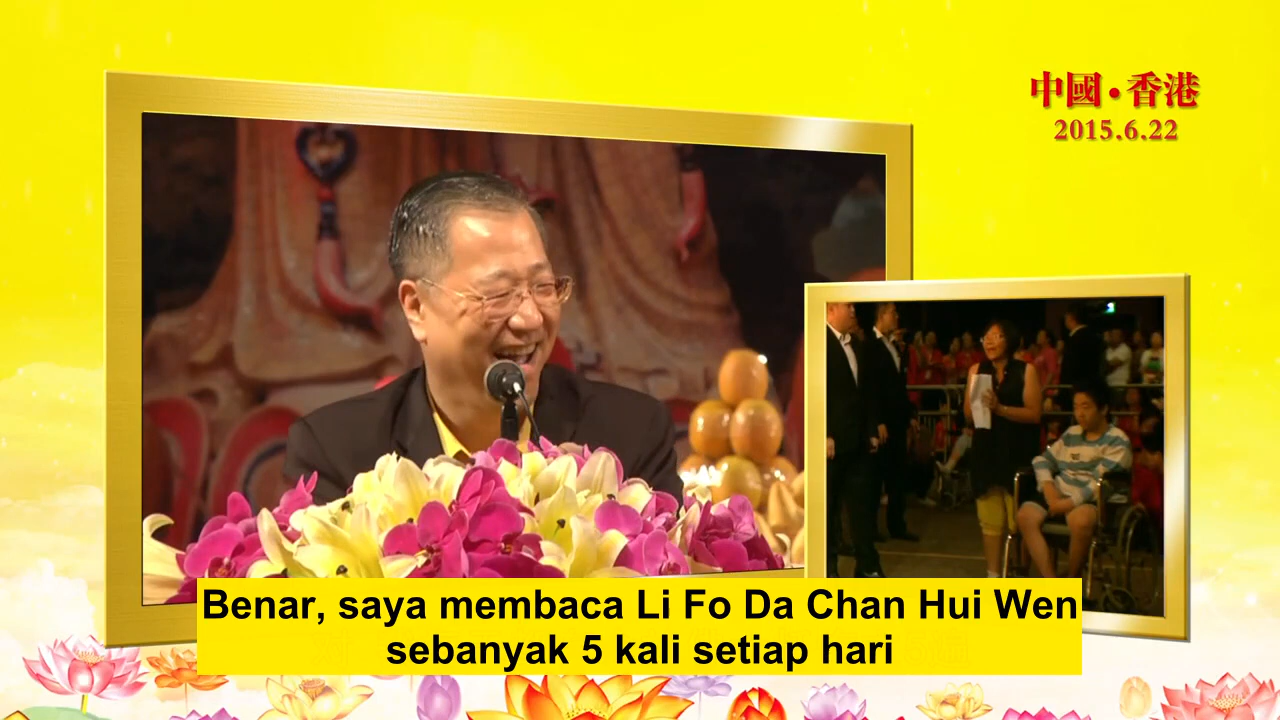 中國•香港
2015.6.22
Benar, saya membaca Li Fo Da Chan Hui Wen
sebanyak 5 kali setiap hari